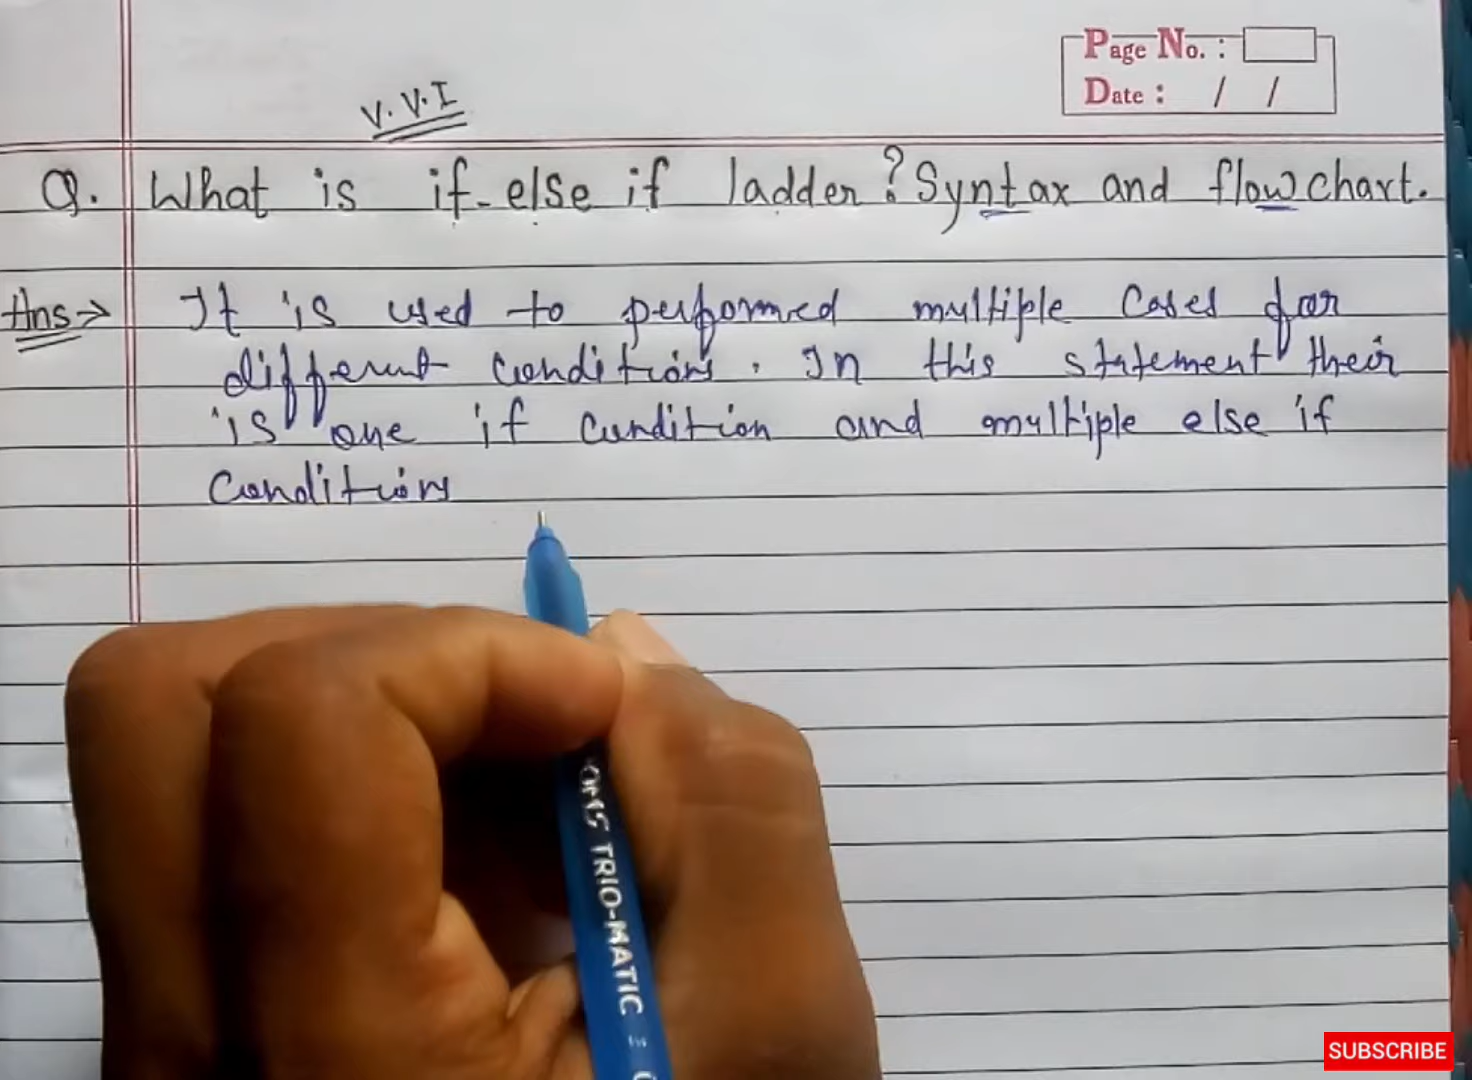 Page No. :
Date : / /
V.V.I
Q. What is if-else if ladder? Syntax and flowchart.
Ans→ It is used to performed multiple cases for
different conditions. In this statement their
is one if condition and multiple else if
conditions
TRIO-MATIC
SUBSCRIBE